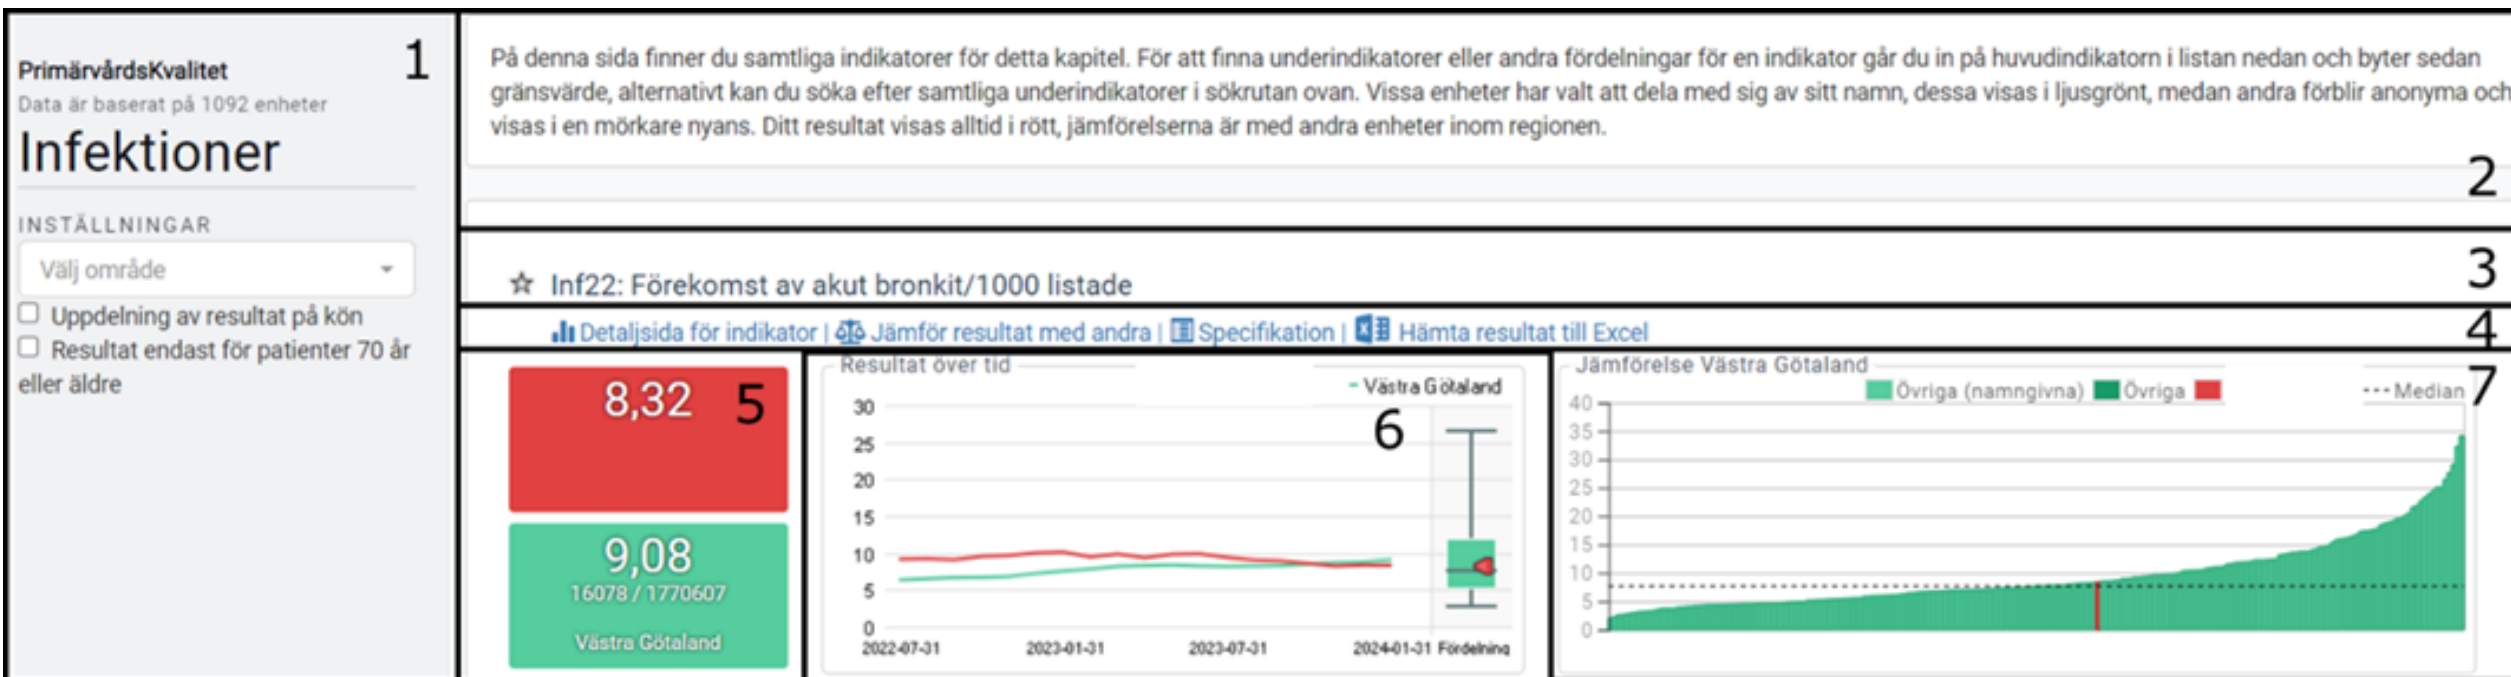 1
PrimärvårdsKvalitet
Data är baserat på 1092 enheter
Infektioner
INSTÄLLNINGAR
Välj område
Uppdelning av resultat på kön
Resultat endast för patienter 70 år
eller äldre
På denna sida finner du samtliga indikatorer för detta kapitel. För att finna underindikatorer eller andra fördelningar för en indikator går du in på huvudindikatorn i listan nedan och byter sedan
gränsvärde, alternativt kan du söka efter samtliga underindikatorer i sökrutan ovan. Vissa enheter har valt att dela med sig av sitt namn, dessa visas i ljusgrönt, medan andra förblir anonyma och
visas i en mörkare nyans. Ditt resultat visas alltid i rött, jämförelserna är med andra enheter inom regionen.
2
3
Inf22: Förekomst av akut bronkit/1000 listade
Detaljsida för indikator | Jämför resultat med andra | Specifikation | Hämta resultat till Excel
4
8,32
5
9,08
16078 / 1770607
Västra Götaland
Resultat över tid
Västra Götaland
6
30
25
20
15
10
5
0
2022-07-31 2023-01-31 2023-07-31 2024-01-31 Fördelning
Jämförelse Västra Götaland
7
Övriga (namngivna) Övriga Median
40
35
30
25
20
15
10
5
0